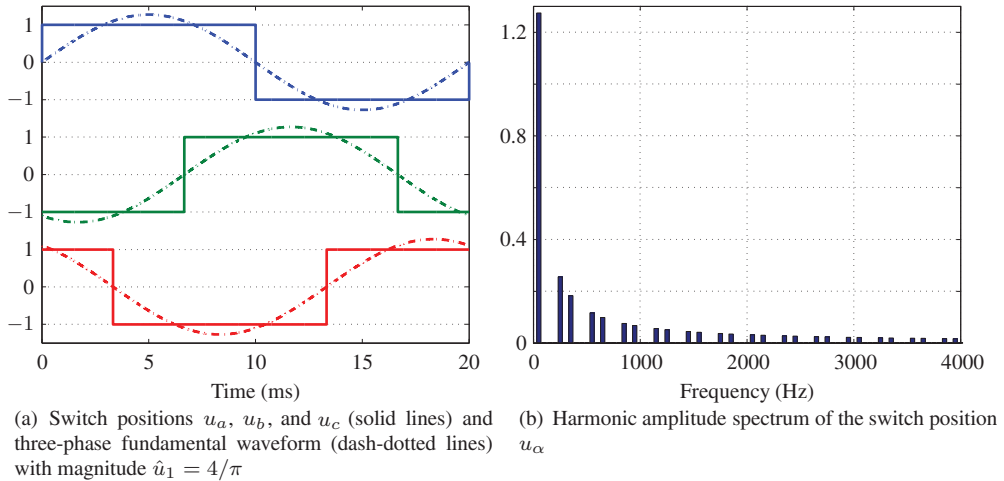 1
0
−1
1
0
−1
1
0
−1
0 5 10 15 20
Time (ms)
1.2
0.8
0.4
0
0 1000 2000 3000 4000
Frequency (Hz)
(a) Switch positions u_a, u_b, and u_c (solid lines) and
three-phase fundamental waveform (dash-dotted lines)
with magnitude û_1 = 4/π
(b) Harmonic amplitude spectrum of the switch position
u_α